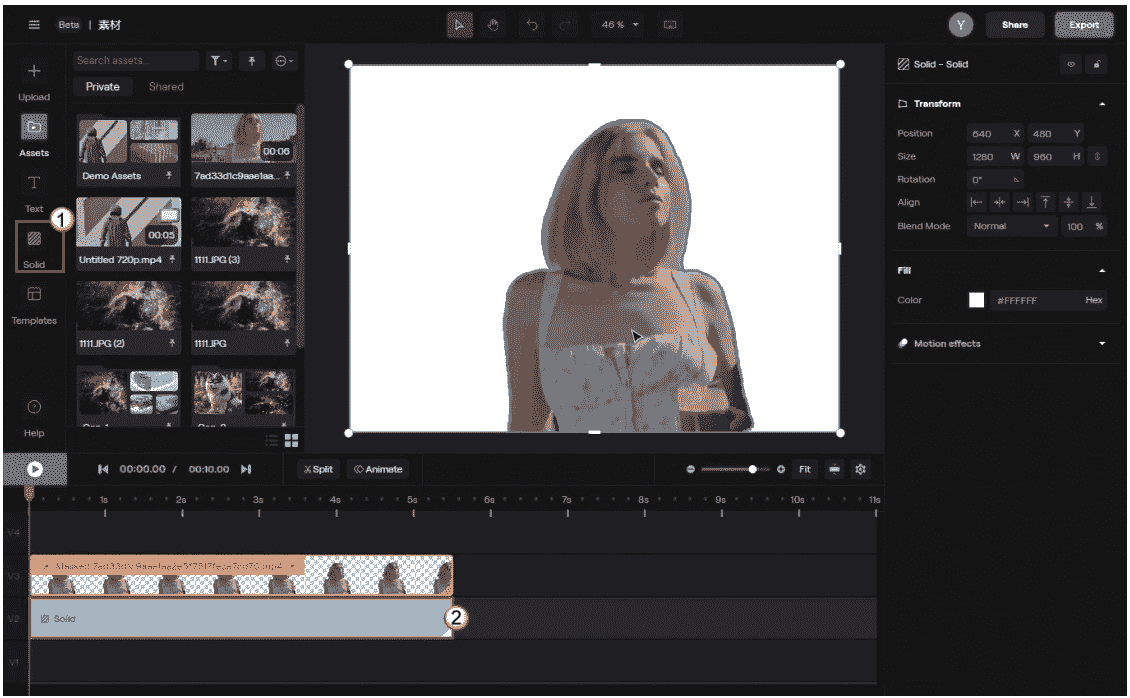 Beta | 素材
46 %
Y
Share
Export
Upload
Assets
Text
Solid
Templates
Help
1
Search assets...
Private
Shared
Demo Assets
00:06
7ad33d1c9aae1aa...
00:05
Untitled 720p.mp4
1111.JPG (3)
1111.JPG (2)
1111.JPG
Solid - Solid
Transform
Position 640 X 480 Y
Size 1280 W 960 H
Rotation 0°
Align
Blend Mode Normal 100 %
Fill
Color #FFFFFF Hex
Motion effects
00:00.00 / 00:10.00
Split
Animate
Fit
1s 2s 3s 4s 5s 6s 7s 8s 9s 10s 11s
V4
V3
V2
Solid
2
V1